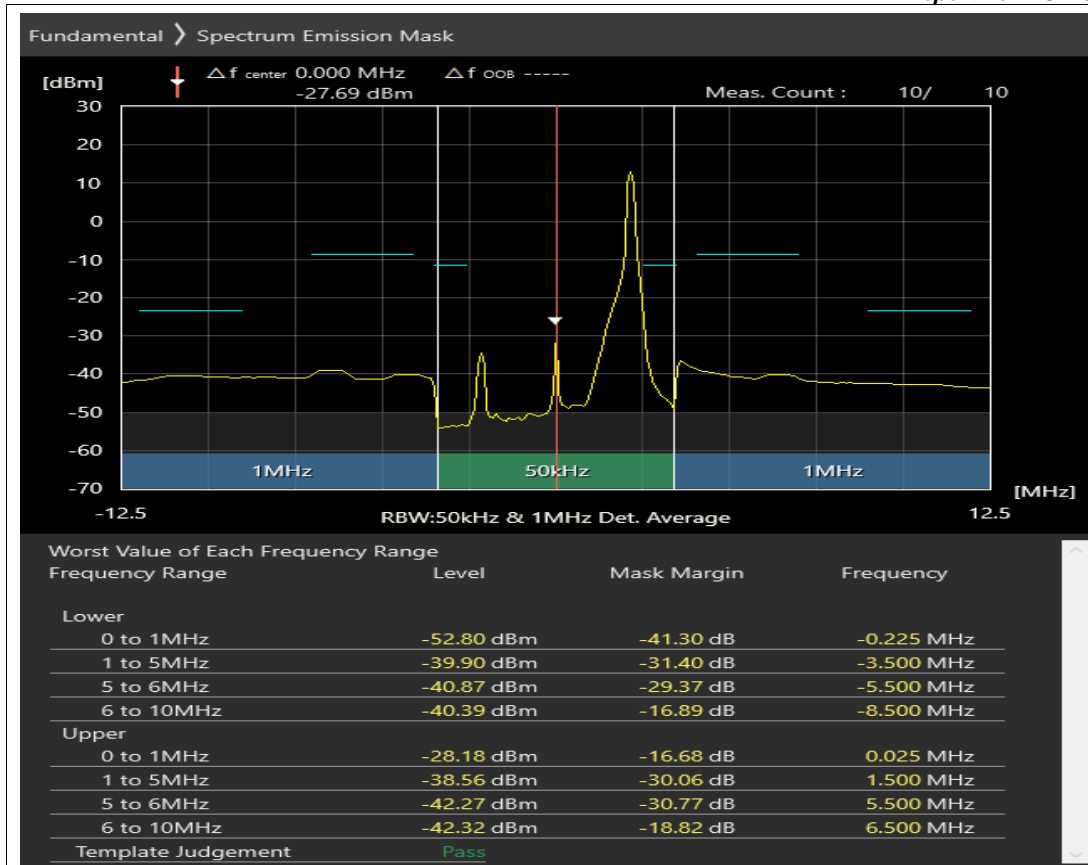 Fundamental ❯ Spectrum Emission Mask
[dBm] Δf center 0.000 MHz Δf OOB -----
-27.69 dBm Meas. Count : 10/ 10
30
20
10
0
-10
-20
-30
-40
-50
-60
1MHz 50kHz 1MHz
-70
[MHz]
-12.5 RBW:50kHz & 1MHz Det. Average 12.5
Worst Value of Each Frequency Range
Frequency Range Level Mask Margin Frequency
Lower
0 to 1MHz -52.80 dBm -41.30 dB -0.225 MHz
1 to 5MHz -39.90 dBm -31.40 dB -3.500 MHz
5 to 6MHz -40.87 dBm -29.37 dB -5.500 MHz
6 to 10MHz -40.39 dBm -16.89 dB -8.500 MHz
Upper
0 to 1MHz -28.18 dBm -16.68 dB 0.025 MHz
1 to 5MHz -38.56 dBm -30.06 dB 1.500 MHz
5 to 6MHz -42.27 dBm -30.77 dB 5.500 MHz
6 to 10MHz -42.32 dBm -18.82 dB 6.500 MHz
Template Judgement Pass